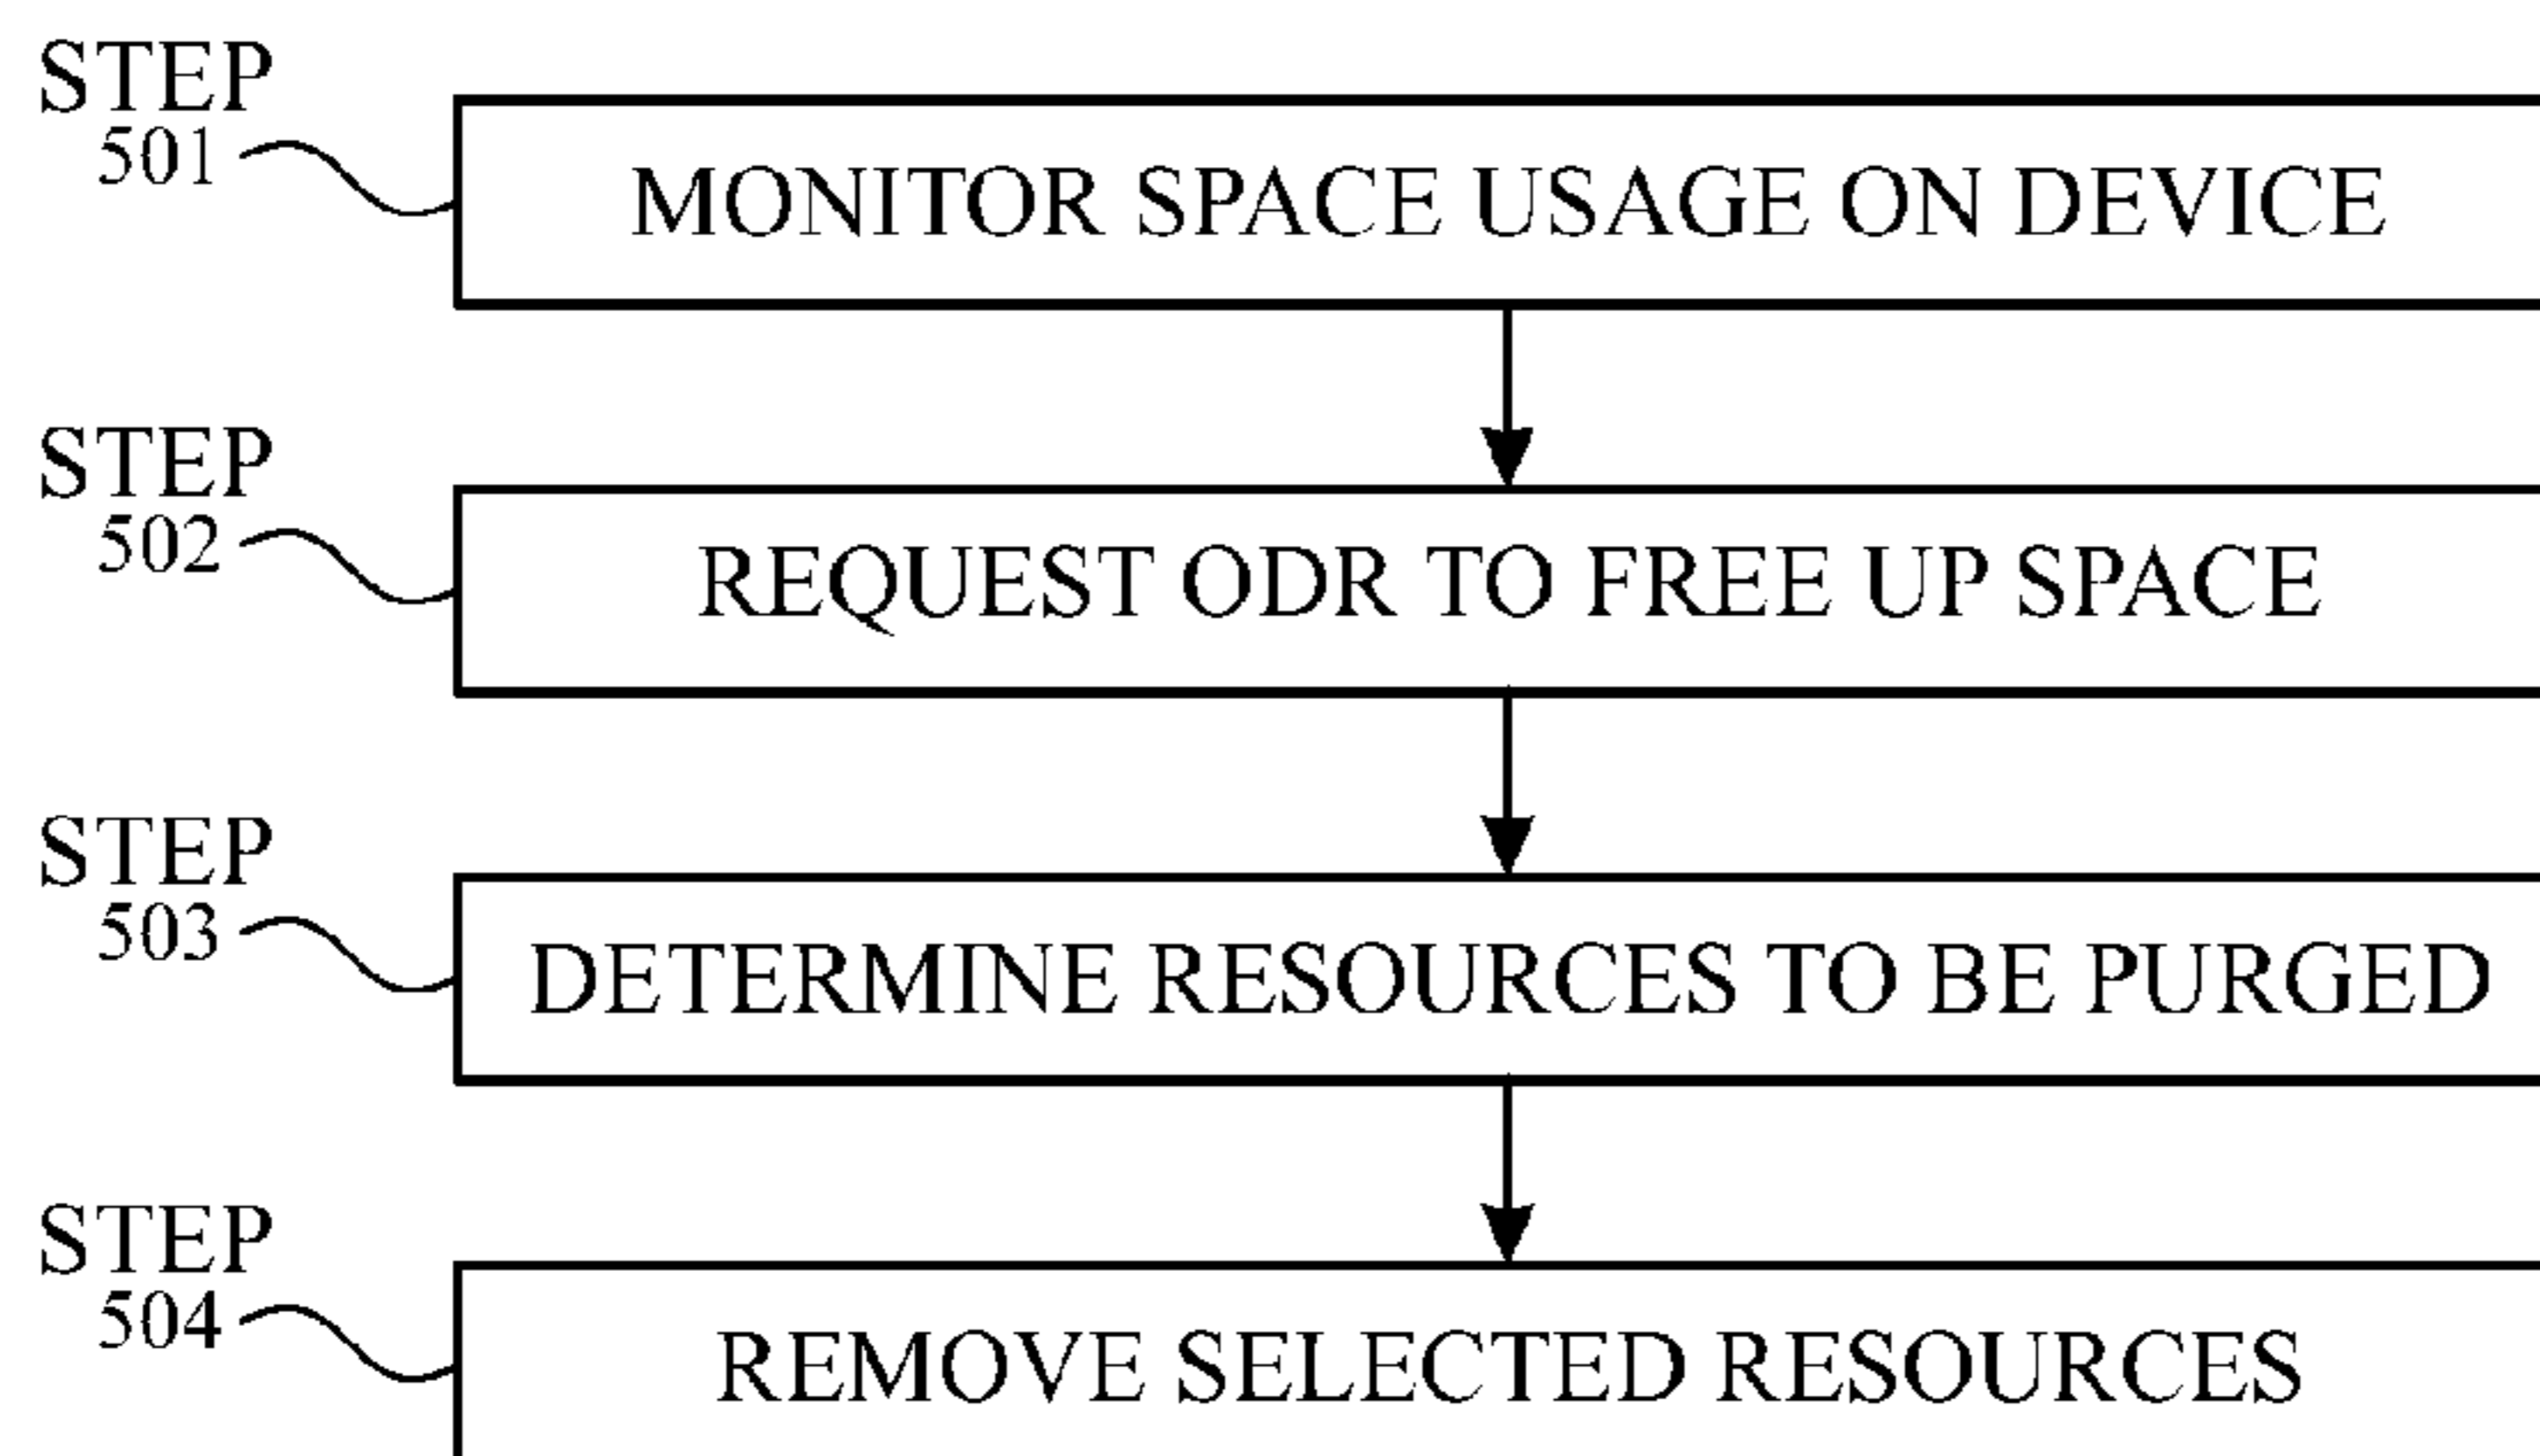 STEP
501
MONITOR SPACE USAGE ON DEVICE
STEP
502
REQUEST ODR TO FREE UP SPACE
STEP
503
DETERMINE RESOURCES TO BE PURGED
STEP
504
REMOVE SELECTED RESOURCES